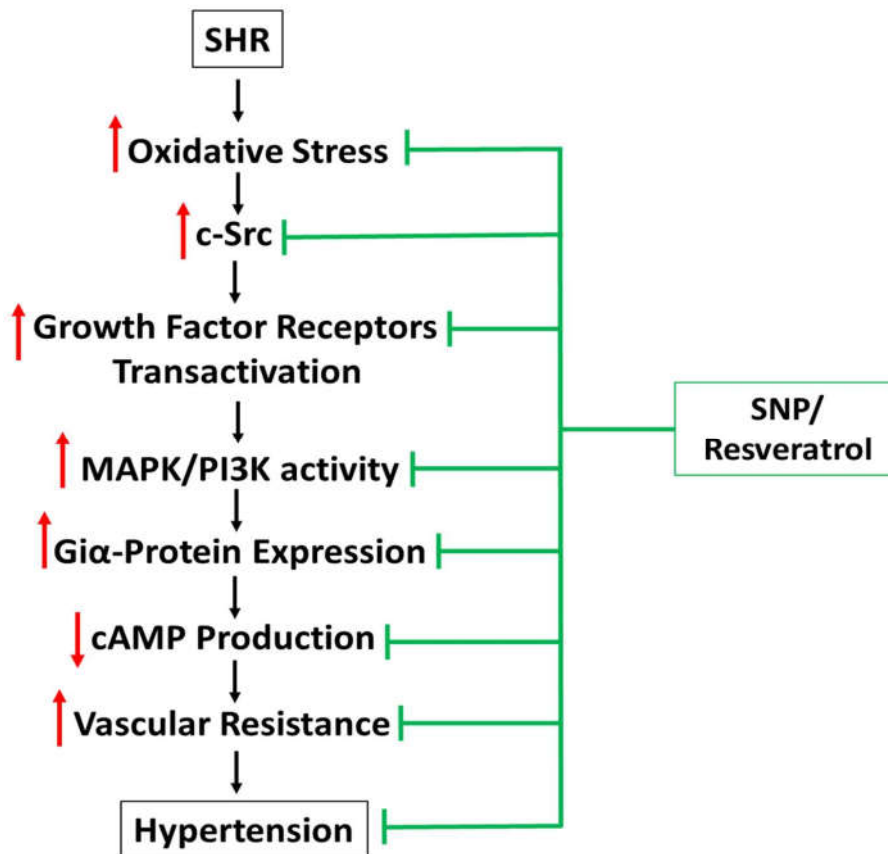 SHR
Oxidative Stress
c-Src
Growth Factor Receptors
Transactivation
MAPK/PI3K activity
Giα-Protein Expression
cAMP Production
Vascular Resistance
Hypertension
SNP/
Resveratrol